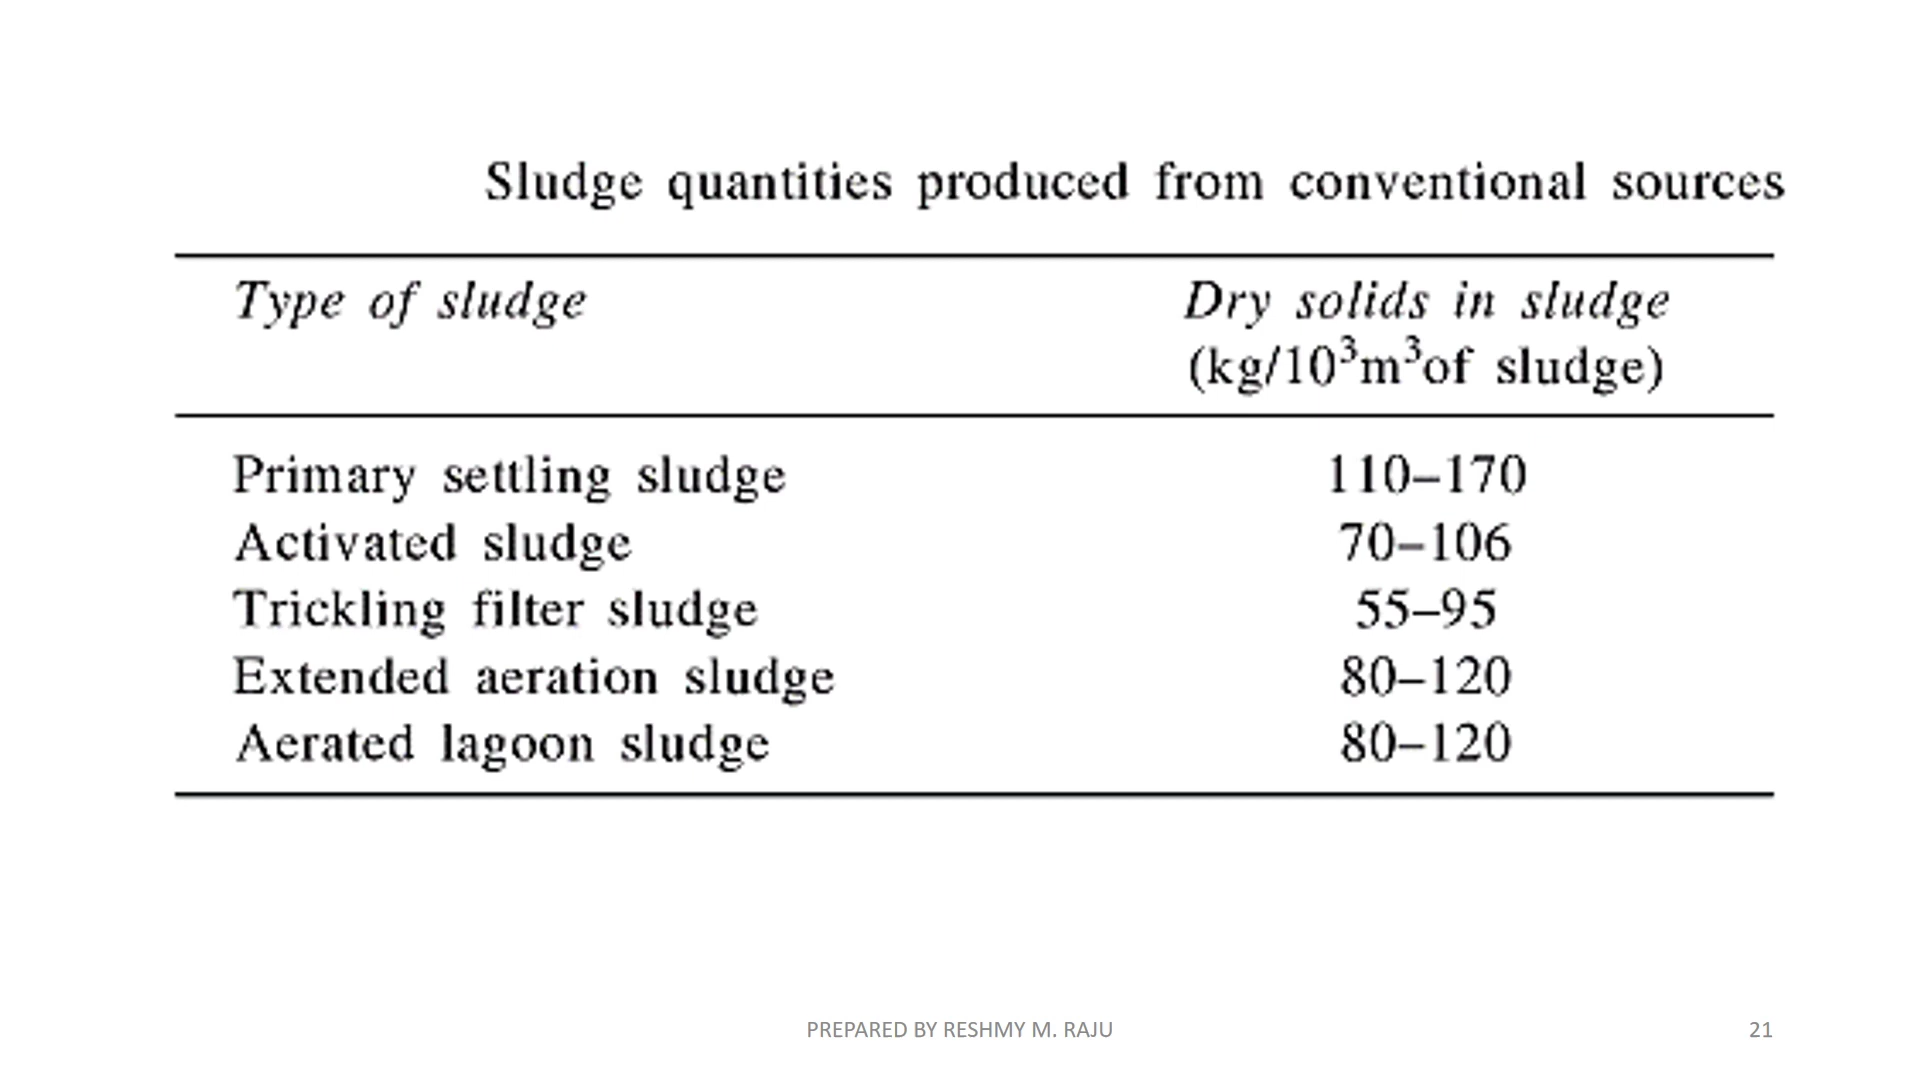 Sludge quantities produced from conventional sources
Type of sludge Dry solids in sludge
(kg/10³m³of sludge)
Primary settling sludge 110–170
Activated sludge 70–106
Trickling filter sludge 55–95
Extended aeration sludge 80–120
Aerated lagoon sludge 80–120
PREPARED BY RESHMY M. RAJU 21